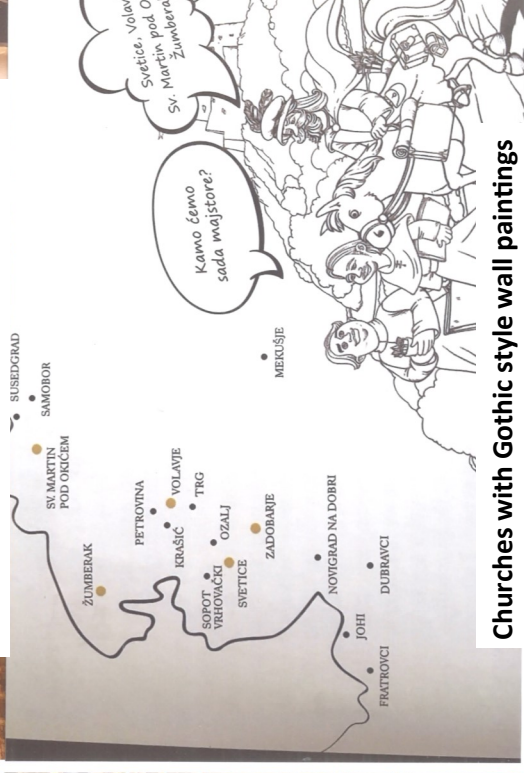 SUSEDGRAD
SAMOBOR
SV. MARTIN
POD OKIĆEM
ŽUMBERAK
PETROVINA
VOLAVJE
KRAŠIĆ
TRG
SOPOT
VRHOVAČKI
OZALJ
SVETICE
ZADOBARJE
MEKUŠJE
NOVIGRAD NA DOBRI
JOHI
DUBRAVCI
FRATROVCI
Kamo ćemo
sada majstore?
Svetice, Volav
Sv. Martin pod O
Žumbera
Churches with Gothic style wall paintings